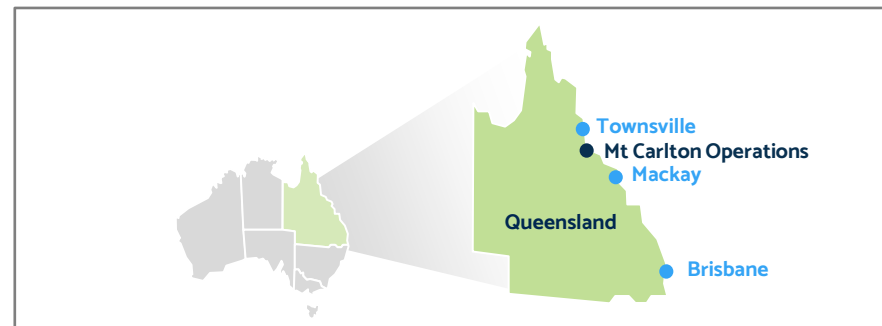 Townsville
Mt Carlton Operations
Mackay
Queensland
Brisbane